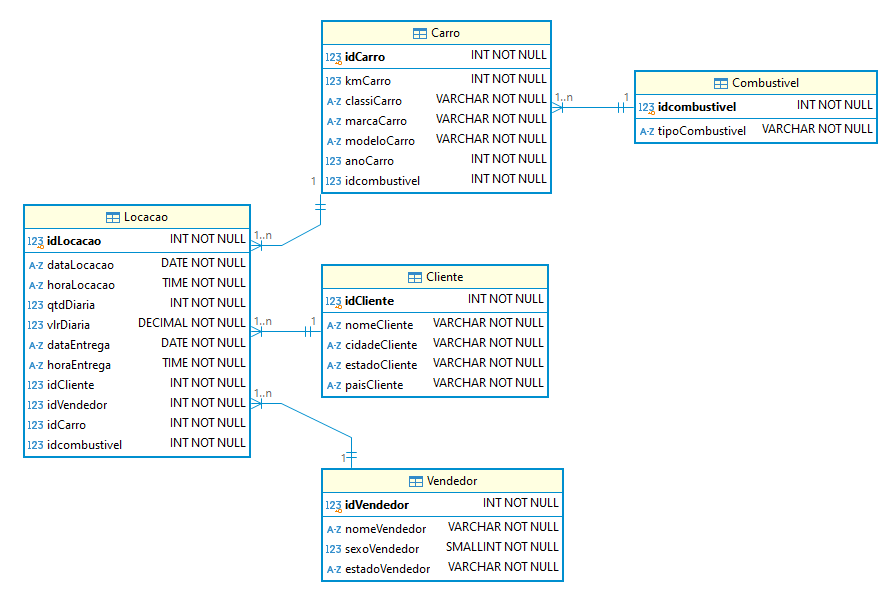 Carro
123 idCarro INT NOT NULL
123 kmCarro INT NOT NULL
A-Z classiCarro VARCHAR NOT NULL
A-Z marcaCarro VARCHAR NOT NULL
A-Z modeloCarro VARCHAR NOT NULL
123 anoCarro INT NOT NULL
123 idcombustivel INT NOT NULL
1..n
1
Combustivel
123 idcombustivel INT NOT NULL
A-Z tipoCombustivel VARCHAR NOT NULL
1
1..n
Locacao
123 idLocacao INT NOT NULL
A-Z dataLocacao DATE NOT NULL
A-Z horaLocacao TIME NOT NULL
123 qtdDiaria INT NOT NULL
123 vlrDiaria DECIMAL NOT NULL
A-Z dataEntrega DATE NOT NULL
A-Z horaEntrega TIME NOT NULL
123 idCliente INT NOT NULL
123 idVendedor INT NOT NULL
123 idCarro INT NOT NULL
123 idcombustivel INT NOT NULL
1..n
1
Cliente
123 idCliente INT NOT NULL
A-Z nomeCliente VARCHAR NOT NULL
A-Z cidadeCliente VARCHAR NOT NULL
A-Z estadoCliente VARCHAR NOT NULL
A-Z paisCliente VARCHAR NOT NULL
1..n
1
Vendedor
123 idVendedor INT NOT NULL
A-Z nomeVendedor VARCHAR NOT NULL
123 sexoVendedor SMALLINT NOT NULL
A-Z estadoVendedor VARCHAR NOT NULL